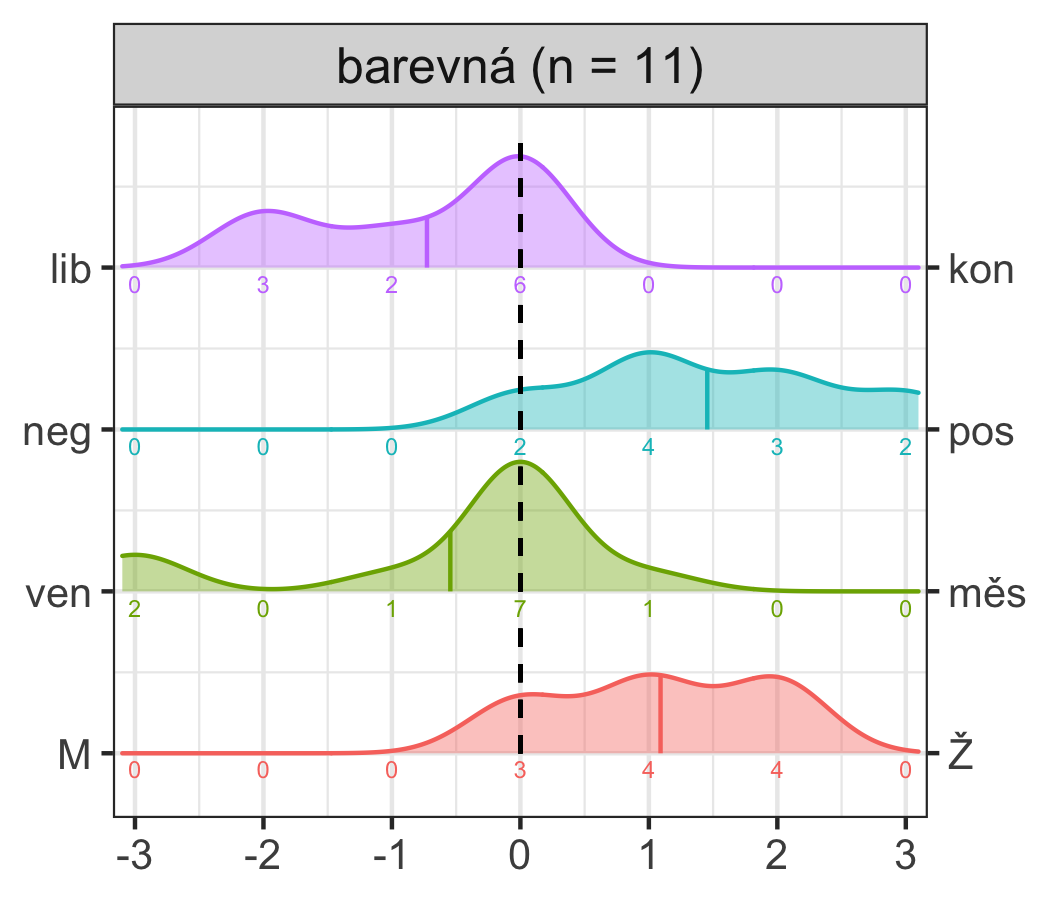 barevná (n = 11)
lib kon
0 3 2 6 0 0 0
neg pos
0 0 0 2 4 3 2
ven měs
2 0 1 7 1 0 0
M Ž
0 0 0 3 4 4 0
-3 -2 -1 0 1 2 3